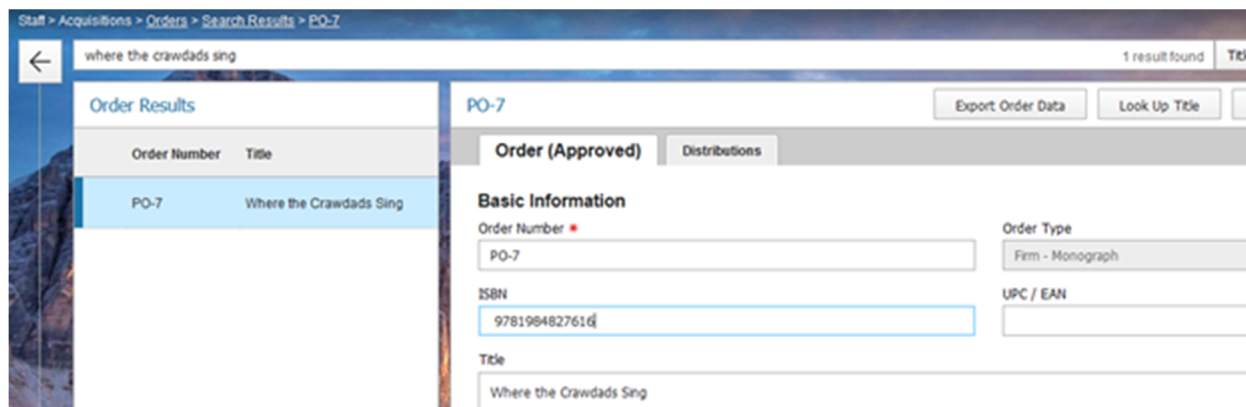 Staff > Acquisitions > Orders > Search Results > PO-7
where the crawdads sing 1 result found
Order Results
Order Number Title
PO-7 Where the Crawdads Sing
PO-7 Export Order Data Look Up Title
Order (Approved) Distributions
Basic Information
Order Number * Order Type
PO-7 Firm - Monograph
ISBN UPC / EAN
9781984827616
Title
Where the Crawdads Sing